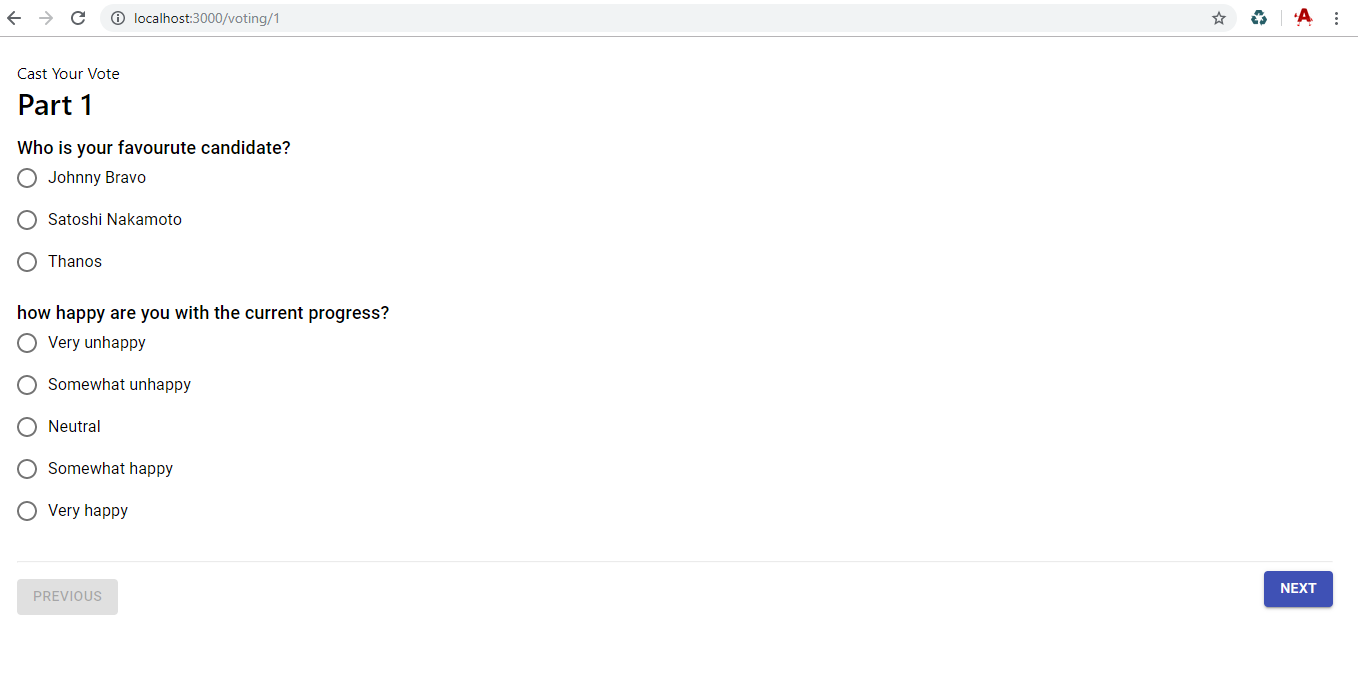 localhost:3000/voting/1
Cast Your Vote
Part 1
Who is your favourute candidate?
Johnny Bravo
Satoshi Nakamoto
Thanos
how happy are you with the current progress?
Very unhappy
Somewhat unhappy
Neutral
Somewhat happy
Very happy
PREVIOUS
NEXT